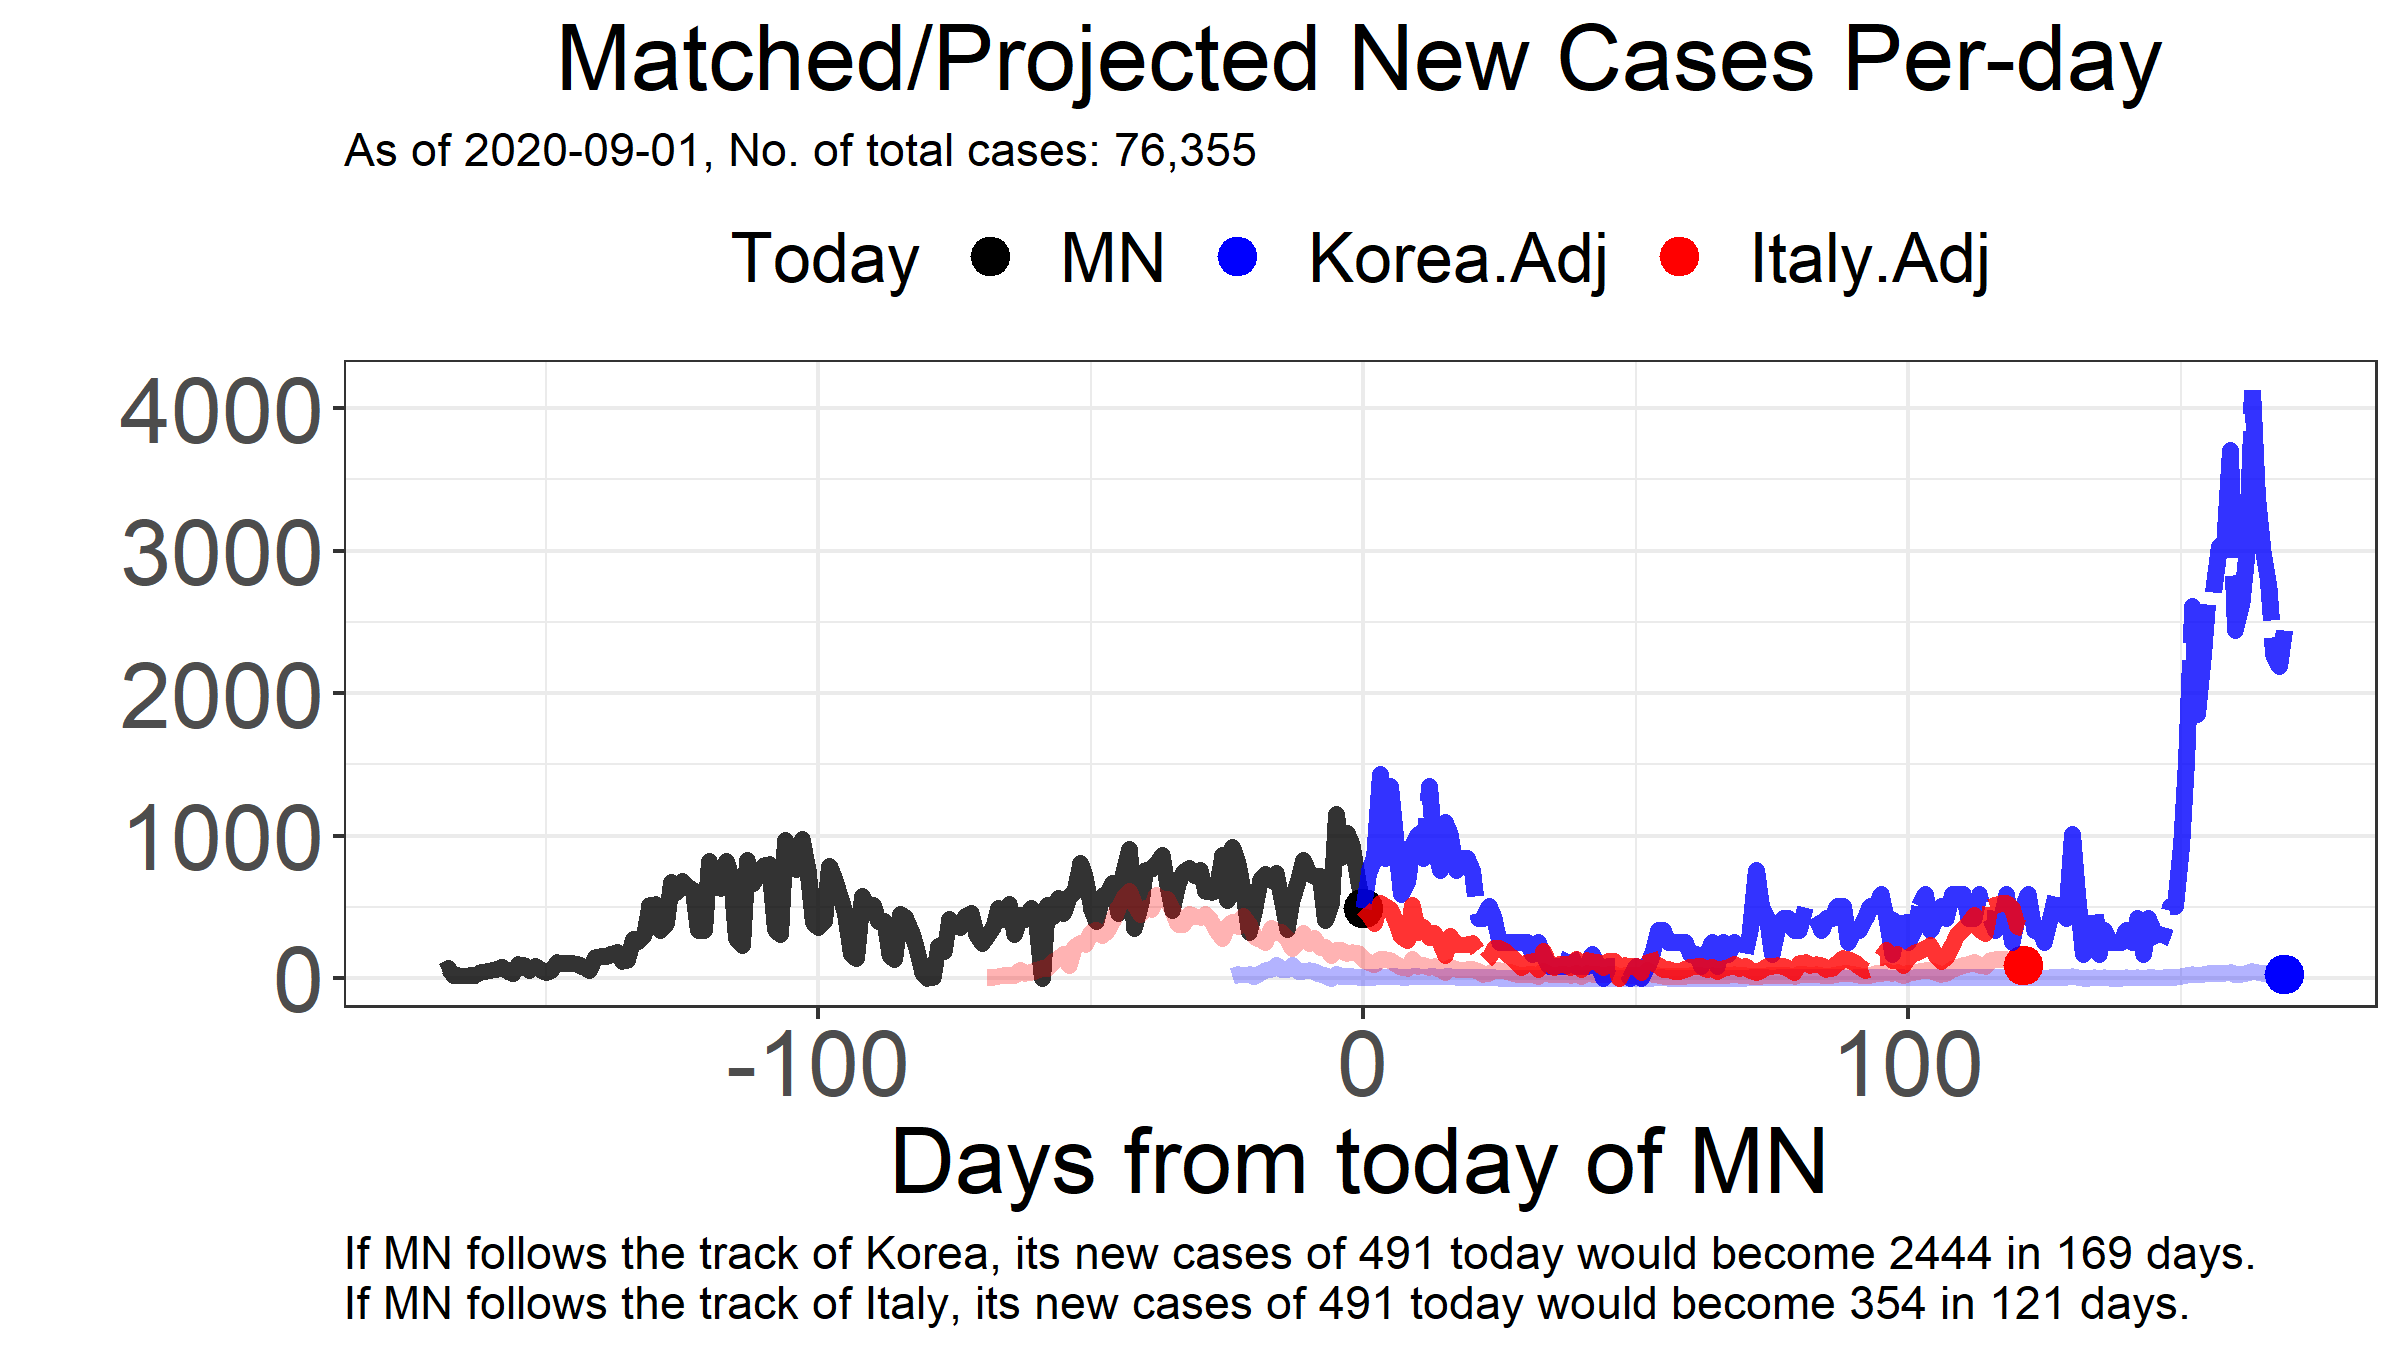 Matched/Projected New Cases Per-day
As of 2020-09-01, No. of total cases: 76,355
Today MN Korea.Adj Italy.Adj
4000
3000
2000
1000
0
-100 0 100
Days from today of MN
If MN follows the track of Korea, its new cases of 491 today would become 2444 in 169 days.
If MN follows the track of Italy, its new cases of 491 today would become 354 in 121 days.